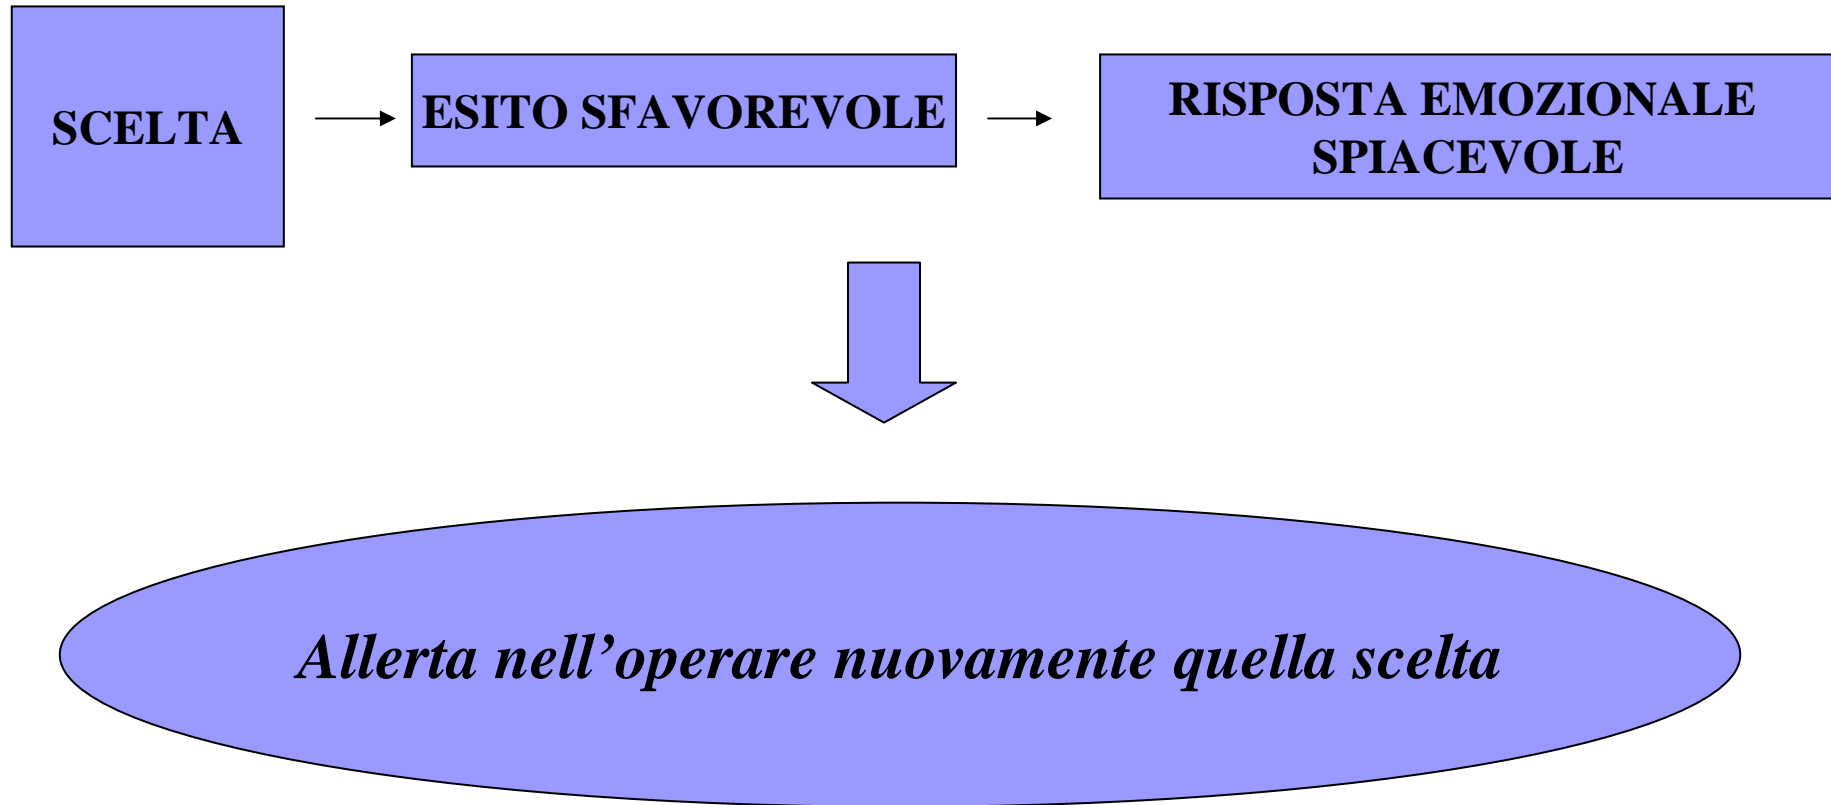 SCELTA
ESITO SFAVOREVOLE
RISPOSTA EMOZIONALE
SPIACEVOLE
Allerta nell’operare nuovamente quella scelta